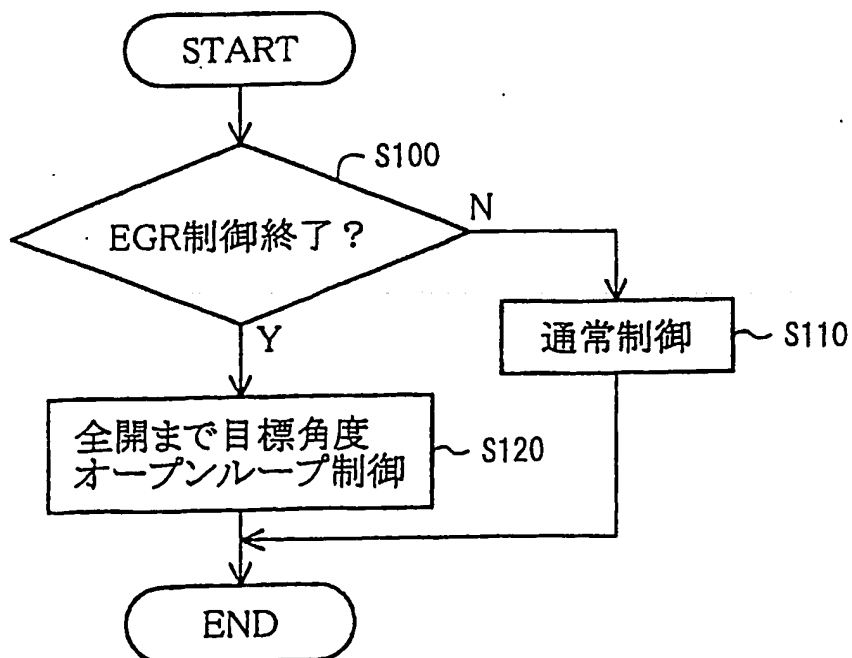 START
S100
EGR制御終了？
N
Y
通常制御
S110
全開まで目標角度
オープンループ制御
S120
END